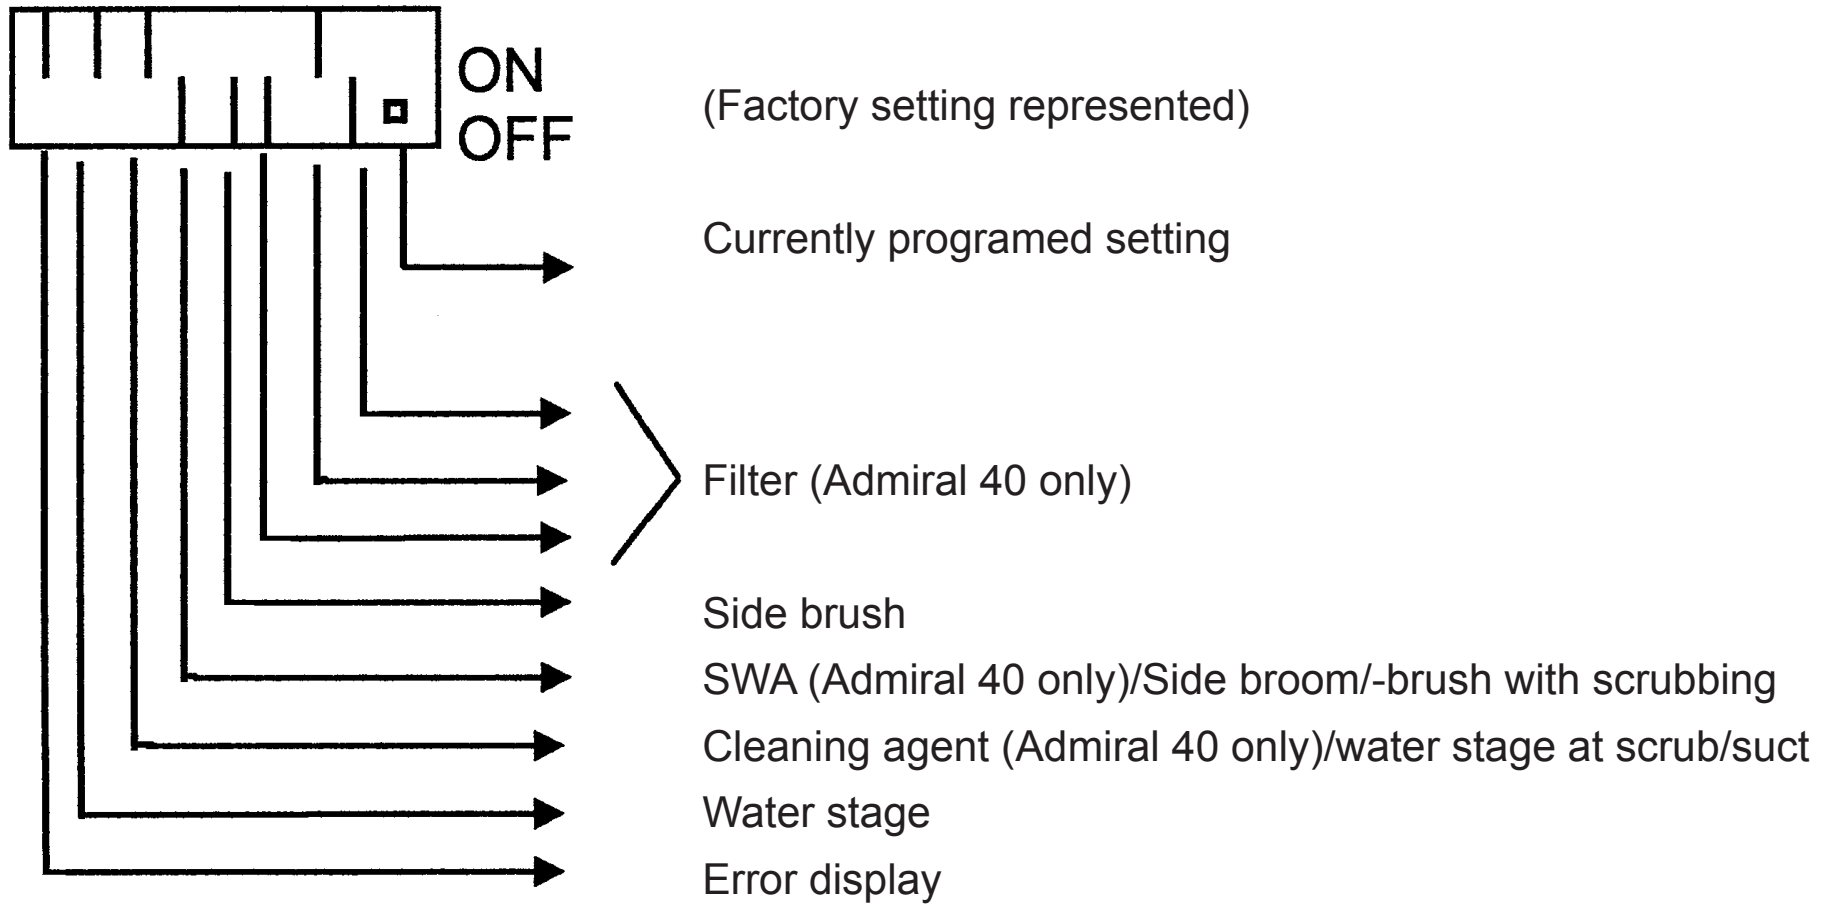 ON
OFF
(Factory setting represented)
Currently programed setting
Filter (Admiral 40 only)
Side brush
SWA (Admiral 40 only)/Side broom/-brush with scrubbing
Cleaning agent (Admiral 40 only)/water stage at scrub/suct
Water stage
Error display